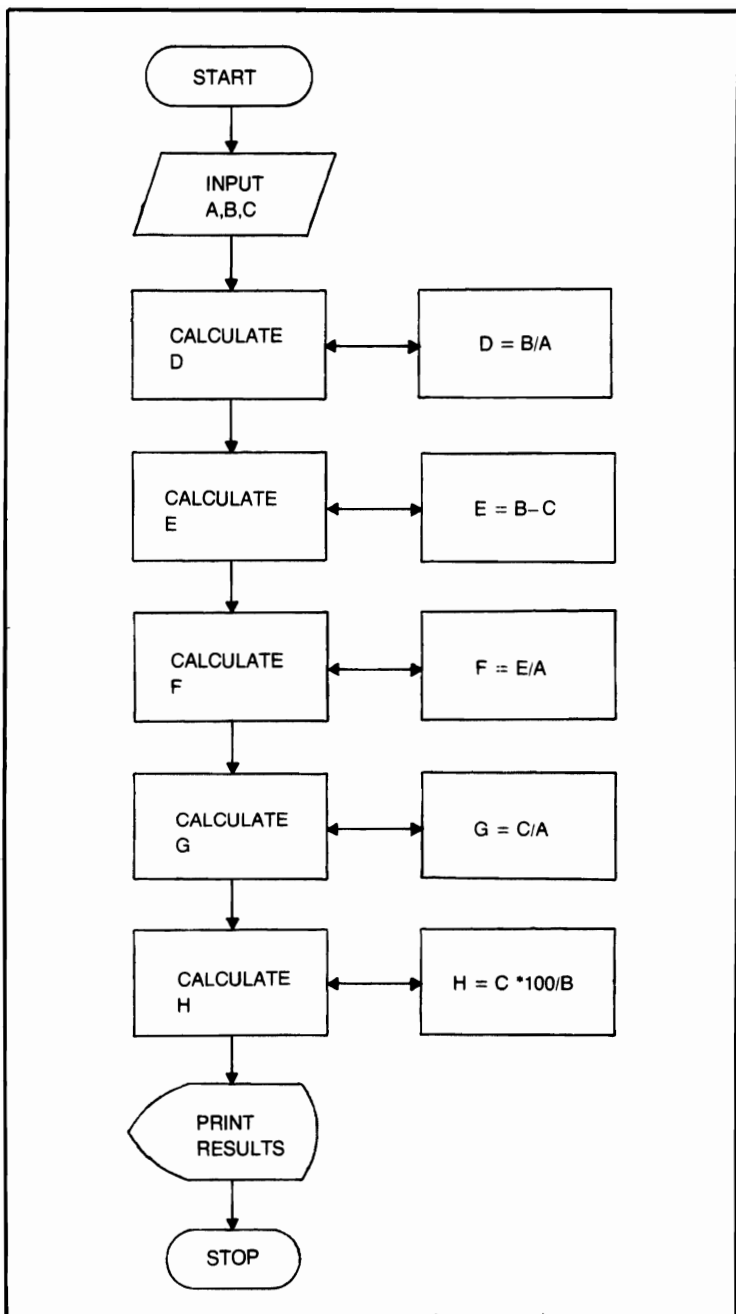 START
INPUT
A,B,C
CALCULATE
D
D = B/A
CALCULATE
E
E = B–C
CALCULATE
F
F = E/A
CALCULATE
G
G = C/A
CALCULATE
H
H = C *100/B
PRINT
RESULTS
STOP